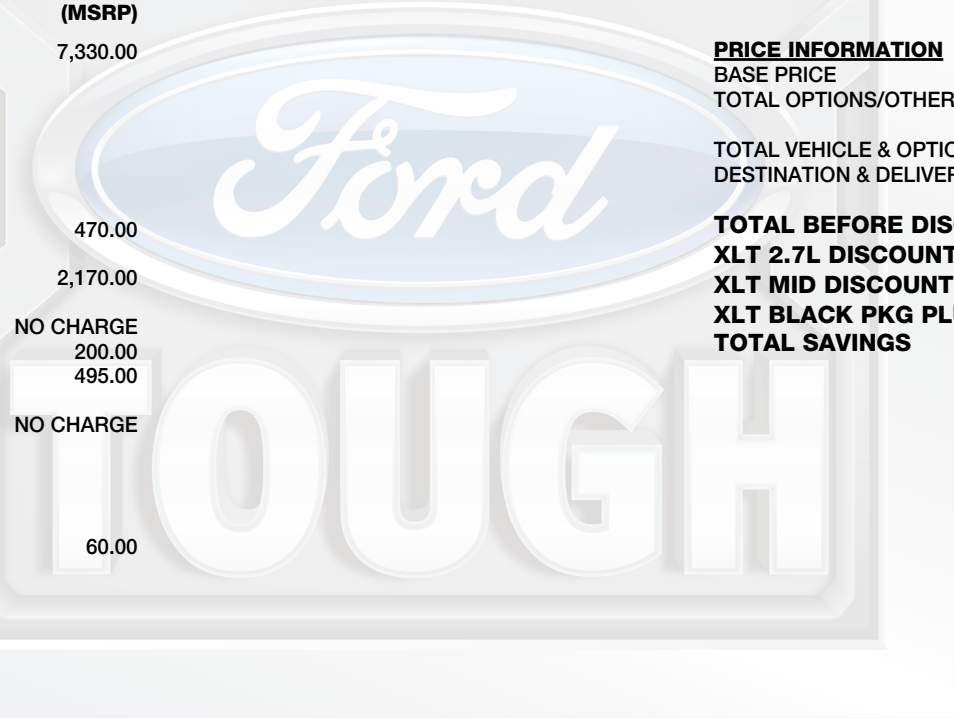 (MSRP)
7,330.00
470.00
2,170.00
NO CHARGE
200.00
495.00
NO CHARGE
60.00
PRICE INFORMATION
BASE PRICE
TOTAL OPTIONS/OTHER
TOTAL VEHICLE & OPTIO
DESTINATION & DELIVER
TOTAL BEFORE DIS
XLT 2.7L DISCOUNT
XLT MID DISCOUNT
XLT BLACK PKG PL
TOTAL SAVINGS
Ford
TOUGH